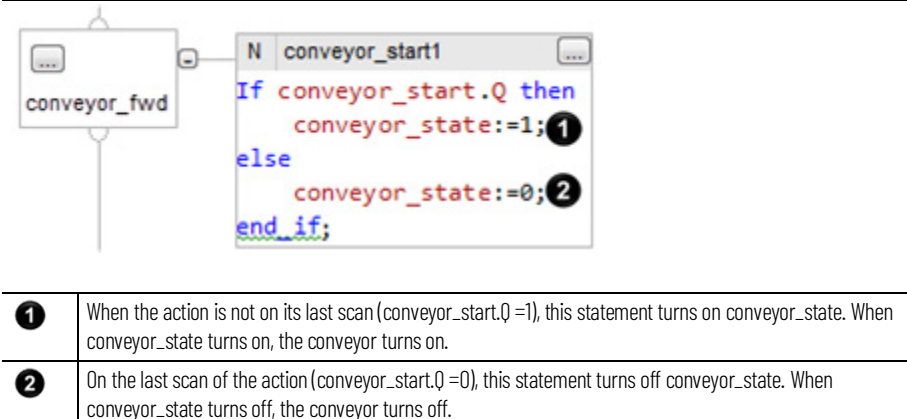 ...
N conveyor_start1 ...
conveyor_fwd
If conveyor_start.Q then
conveyor_state:=1; 1
else
conveyor_state:=0; 2
end_if;
1 When the action is not on its last scan (conveyor_start.Q =1), this statement turns on conveyor_state. When
conveyor_state turns on, the conveyor turns on.
2 On the last scan of the action (conveyor_start.Q =0), this statement turns off conveyor_state. When
conveyor_state turns off, the conveyor turns off.